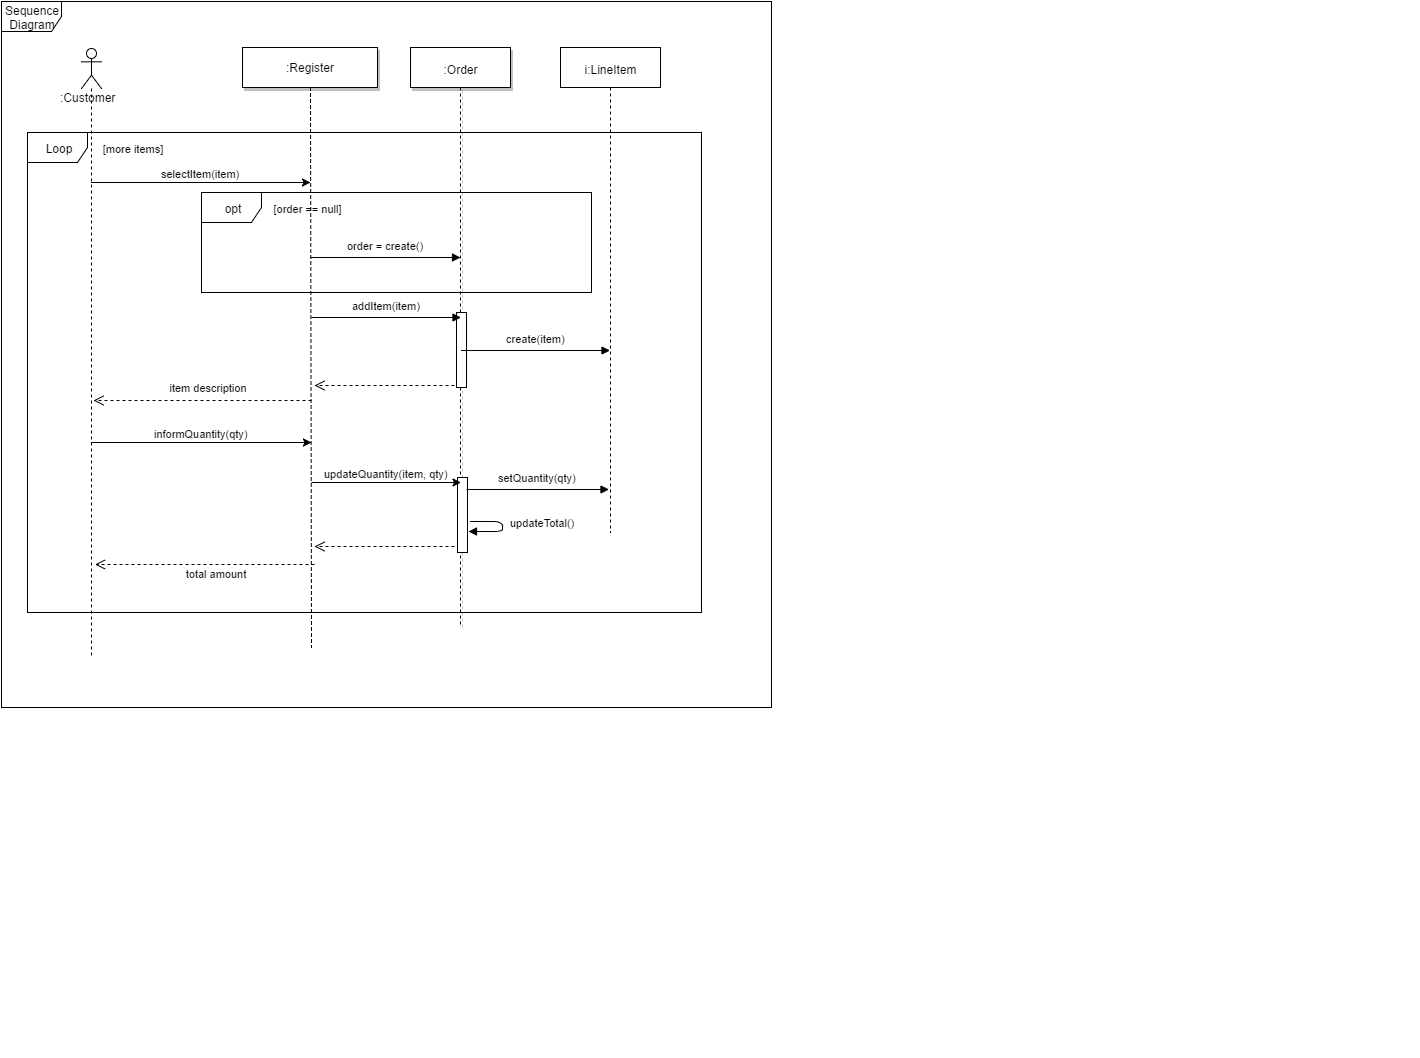 Sequence
Diagram
:Customer
:Register
:Order
i:LineItem
Loop
[more items]
selectItem(item)
opt
[order == null]
order = create()
addItem(item)
create(item)
item description
informQuantity(qty)
updateQuantity(item, qty)
setQuantity(qty)
updateTotal()
total amount